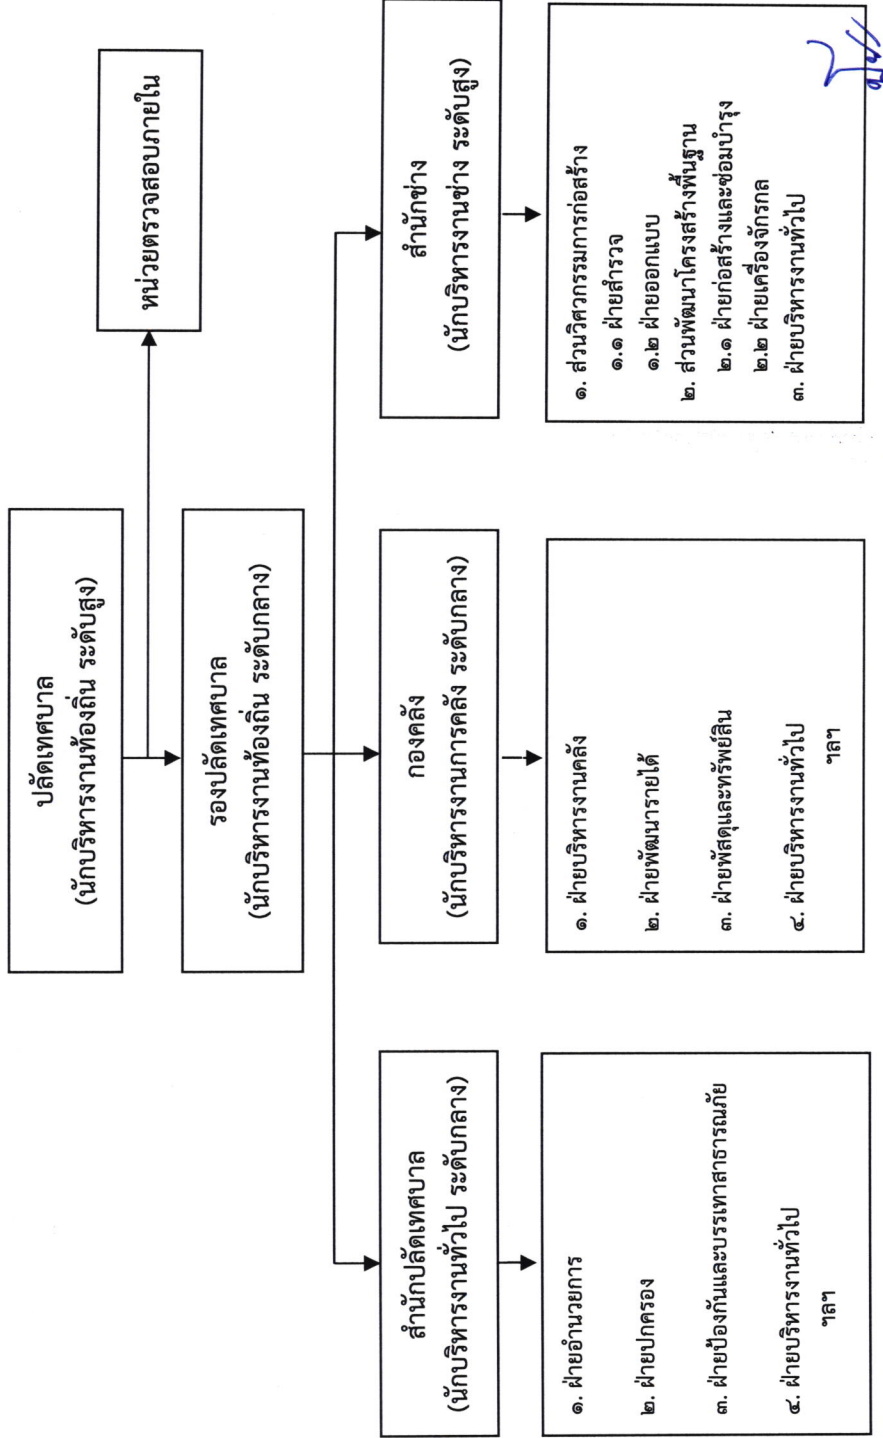 ปลัดเทศบาล
(นักบริหารงานท้องถิ่น ระดับสูง)
หน่วยตรวจสอบภายใน
รองปลัดเทศบาล
(นักบริหารงานท้องถิ่น ระดับกลาง)
สำนักปลัดเทศบาล
(นักบริหารงานทั่วไป ระดับกลาง)
กองคลัง
(นักบริหารงานการคลัง ระดับกลาง)
สำนักช่าง
(นักบริหารงานช่าง ระดับสูง)
๑. ฝ่ายอำนวยการ
๒. ฝ่ายปกครอง
๓. ฝ่ายป้องกันและบรรเทาสาธารณภัย
๔. ฝ่ายบริหารงานทั่วไป
ฯลฯ
๑. ฝ่ายบริหารงานคลัง
๒. ฝ่ายพัฒนารายได้
๓. ฝ่ายพัสดุและทรัพย์สิน
๔. ฝ่ายบริหารงานทั่วไป
ฯลฯ
๑. ส่วนวิศวกรรมการก่อสร้าง
๑.๑ ฝ่ายสำรวจ
๑.๒ ฝ่ายออกแบบ
๒. ส่วนพัฒนาโครงสร้างพื้นฐาน
๒.๑ ฝ่ายก่อสร้างและซ่อมบำรุง
๒.๒ ฝ่ายเครื่องจักรกล
๓. ฝ่ายบริหารงานทั่วไป